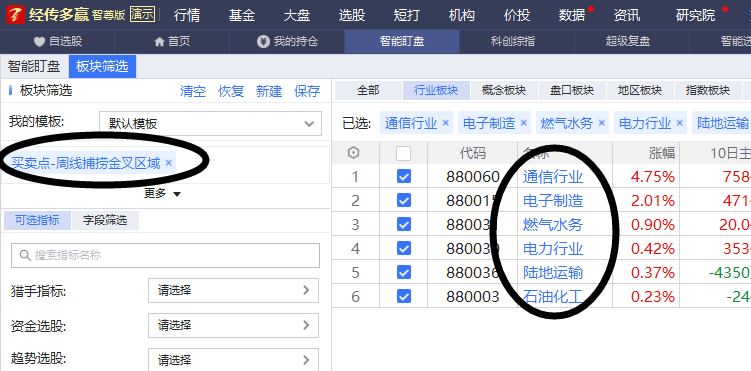 经传多赢 智尊版 演示 行情 基金 大盘 选股 短打 机构 价投 数据 资讯 研究院
自选股 首页 我的持仓 智能盯盘 科创综指 超级复盘 智能选
智能盯盘 板块筛选
板块筛选 清空 恢复 新建 保存
全部 行业板块 概念板块 盘口板块 地区板块 指数板块
我的模板: 默认模板
已选: 通信行业 × 电子制造 × 燃气水务 × 电力行业 × 陆地运输
买卖点-周线捕捞金叉区域 ×
更多
代码 名称 涨幅 10日主
1 880060 通信行业 4.75% 758
2 880015 电子制造 2.01% 471
3 88003 燃气水务 0.90% 20.0
4 880030 电力行业 0.42% 353
5 880036 陆地运输 0.37% -4350
6 880003 石油化工 0.23% -24
可选指标 字段筛选
搜索指标名称
猎手指标: 请选择
资金选股: 请选择
趋势选股: 请选择